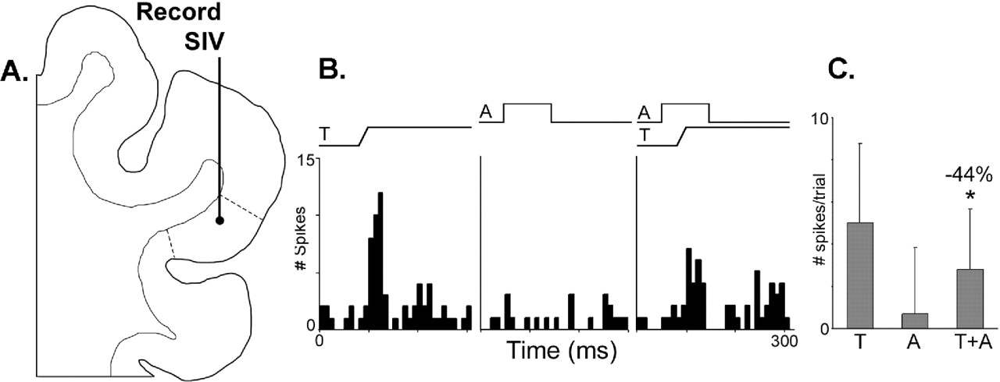 Record
SIV
A.
B.
C.
T
A
A
T
15
# Spikes
0
0
300
Time (ms)
10
# spikes/trial
0
-44%
*
T A T+A